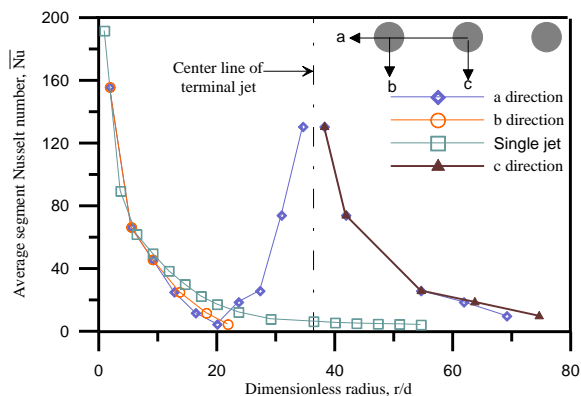 200
160
120
80
40
0
0
20
40
60
80
Average segment Nusselt number, Nu
Dimensionless radius, r/d
Center line of
terminal jet
a
b
c
a direction
b direction
Single jet
c direction